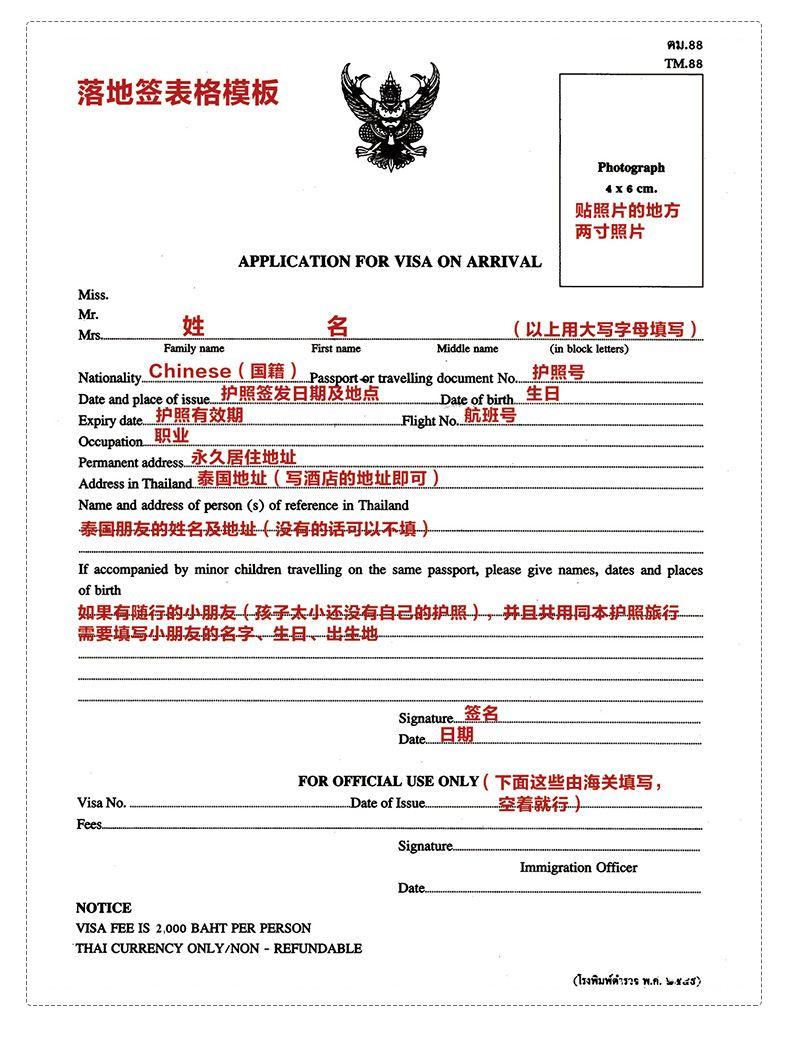 คม.88
TM.88
落地签表格模板
Photograph
4 x 6 cm.
贴照片的地方
两寸照片
APPLICATION FOR VISA ON ARRIVAL
Miss.
Mr.
Mrs. 姓 名 （以上用大写字母填写）
Family name First name Middle name (in block letters)
Nationality Chinese（国籍） Passport or travelling document No. 护照号
Date and place of issue 护照签发日期及地点 Date of birth 生日
Expiry date 护照有效期 Flight No. 航班号
Occupation 职业
Permanent address 永久居住地址
Address in Thailand 泰国地址（写酒店的地址即可）
Name and address of person (s) of reference in Thailand
泰国朋友的姓名及地址（没有的话可以不填）
If accompanied by minor children travelling on the same passport, please give names, dates and places
of birth
如果有随行的小朋友（孩子太小还没有自己的护照），并且共用同本护照旅行
需要填写小朋友的名字、生日、出生地
Signature 签名
Date 日期
FOR OFFICIAL USE ONLY（下面这些由海关填写，
Visa No. Date of Issue 空着就行）
Fees
Signature
Immigration Officer
Date
NOTICE
VISA FEE IS 2,000 BAHT PER PERSON
THAI CURRENCY ONLY/NON - REFUNDABLE
(โรงพิมพ์ตำรวจ พ.ศ. ๒๕๔๕)